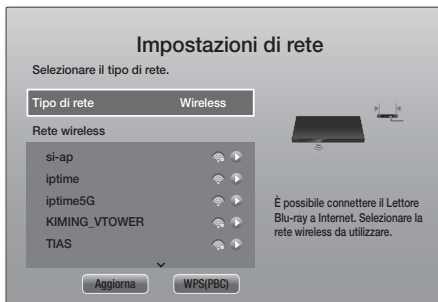 Impostazioni di rete
Selezionare il tipo di rete.
Tipo di rete Wireless
Rete wireless
si-ap
iptime
iptime5G
KIMING_VTOWER
TIAS
Aggiorna WPS(PBC)
È possibile connettere il Lettore
Blu-ray a Internet. Selezionare la
rete wireless da utilizzare.